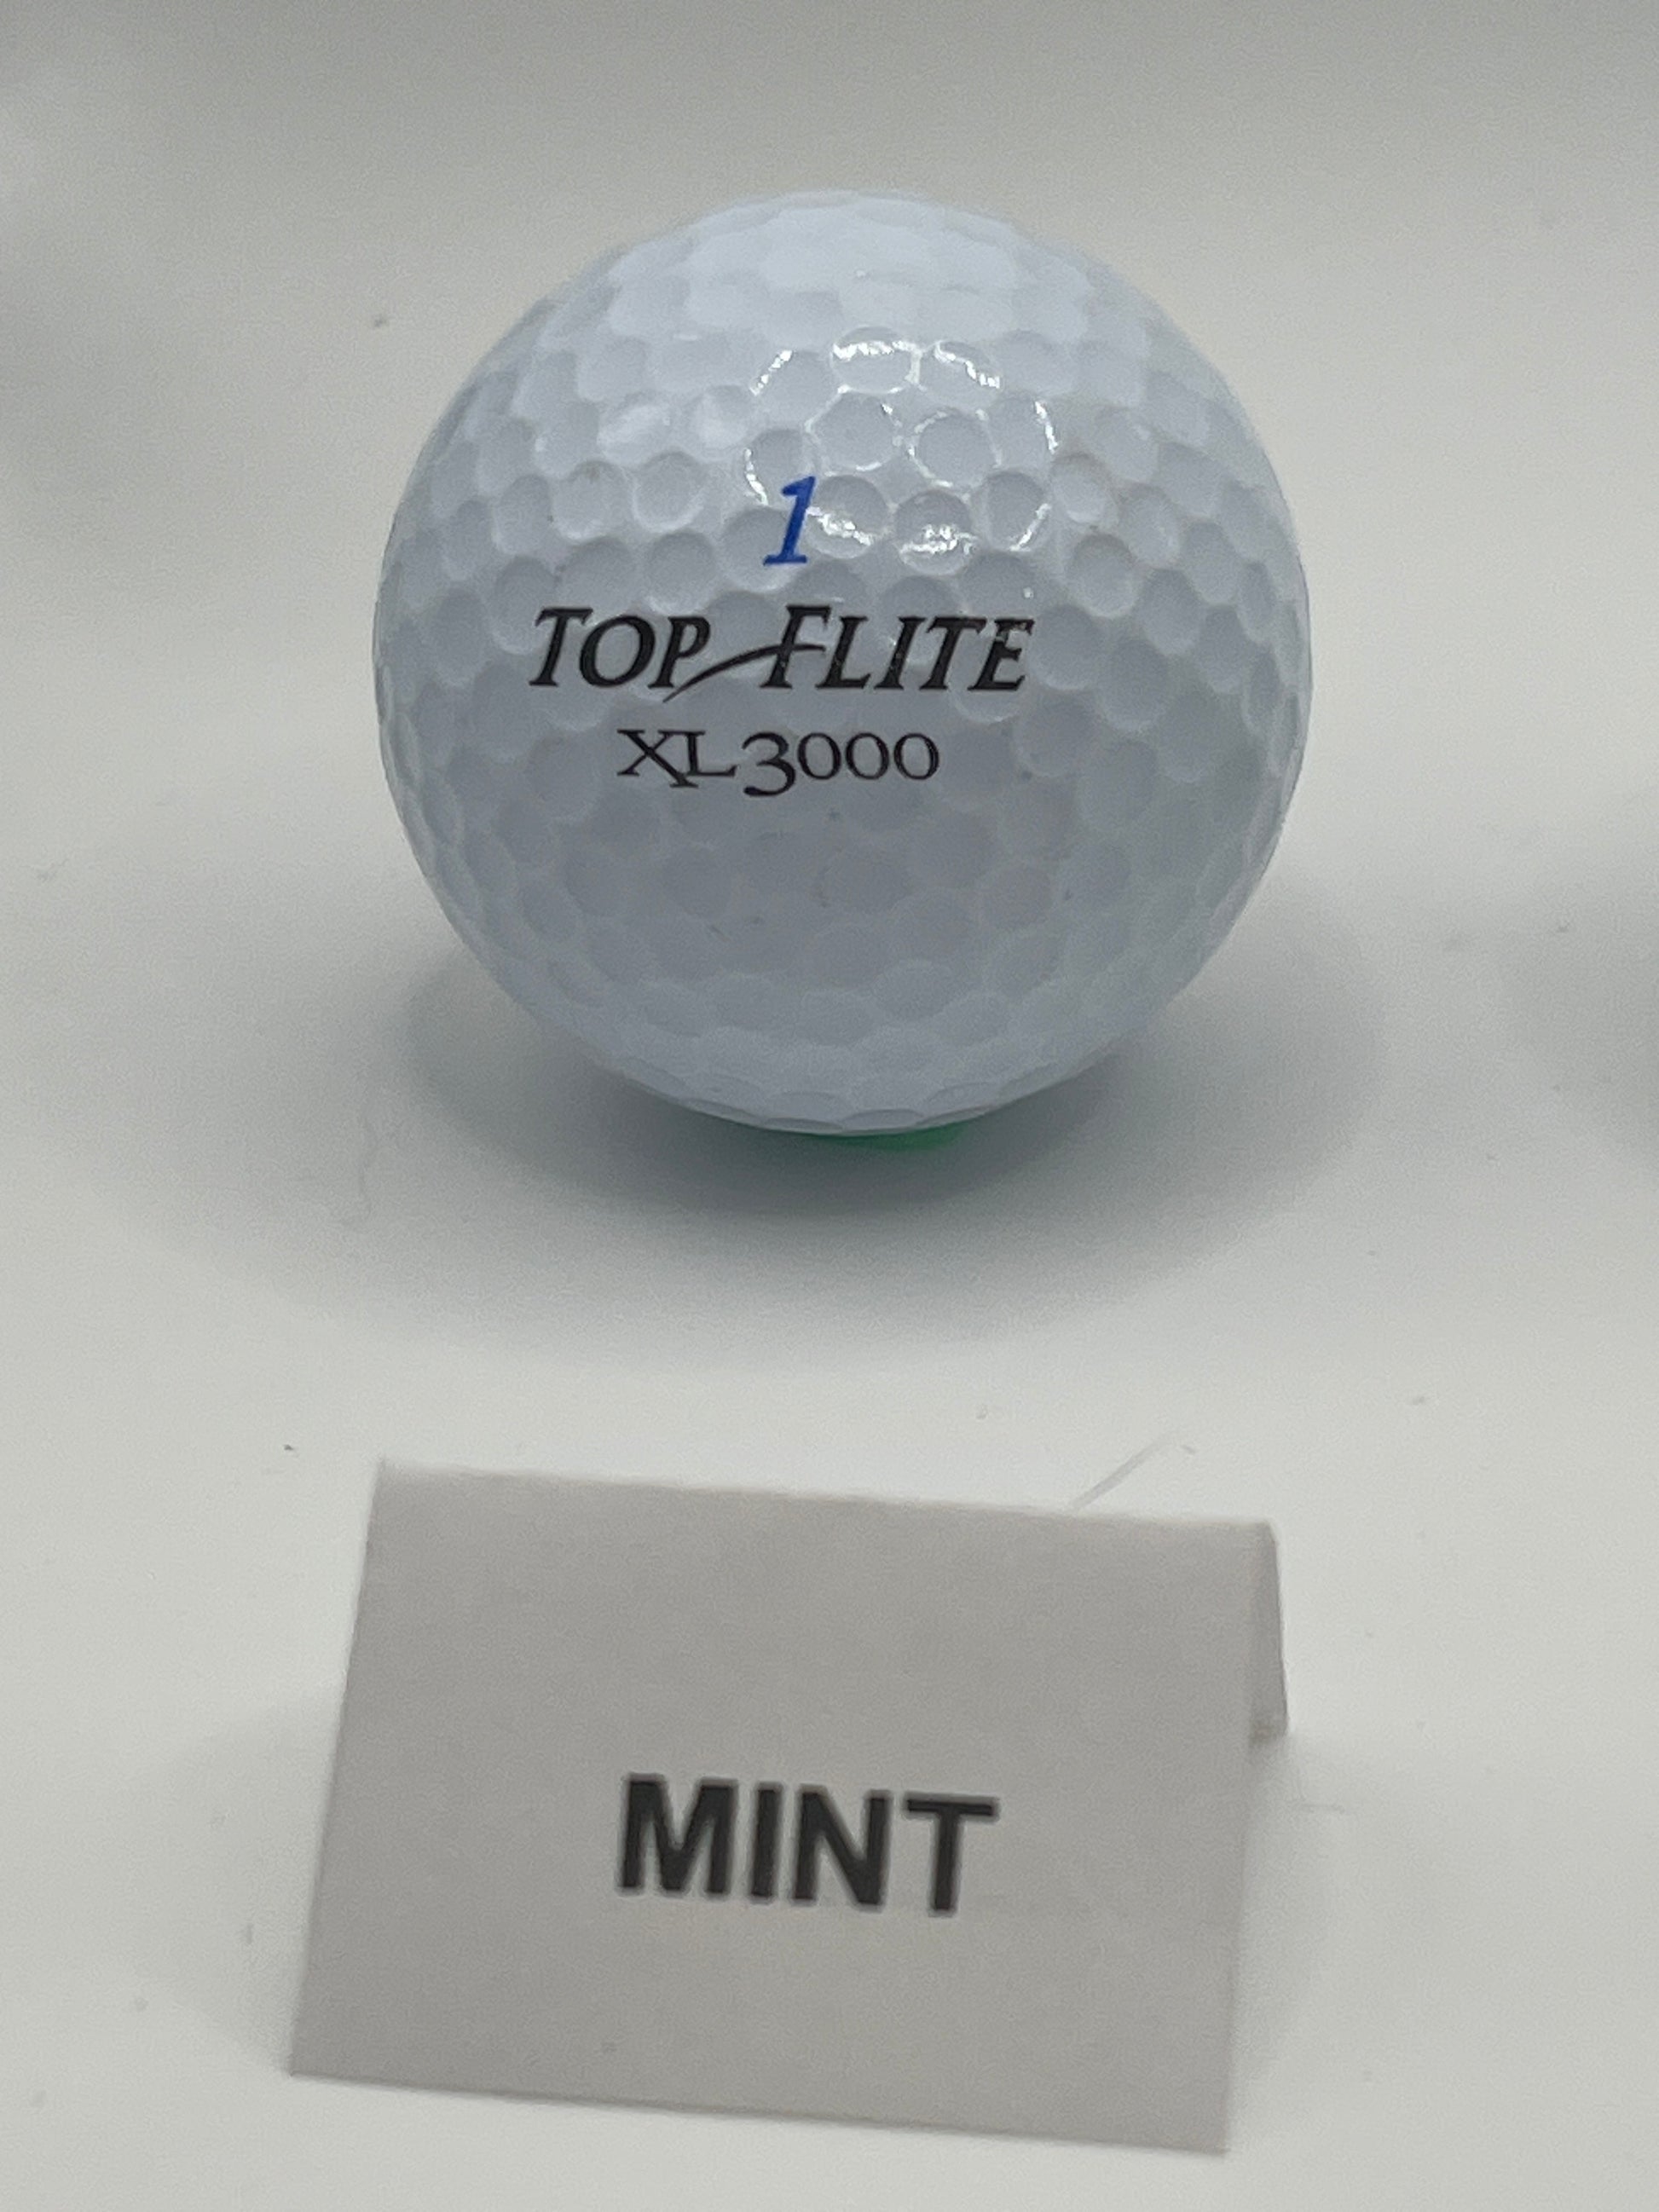 1
TOP FLITE
XL3000
MINT